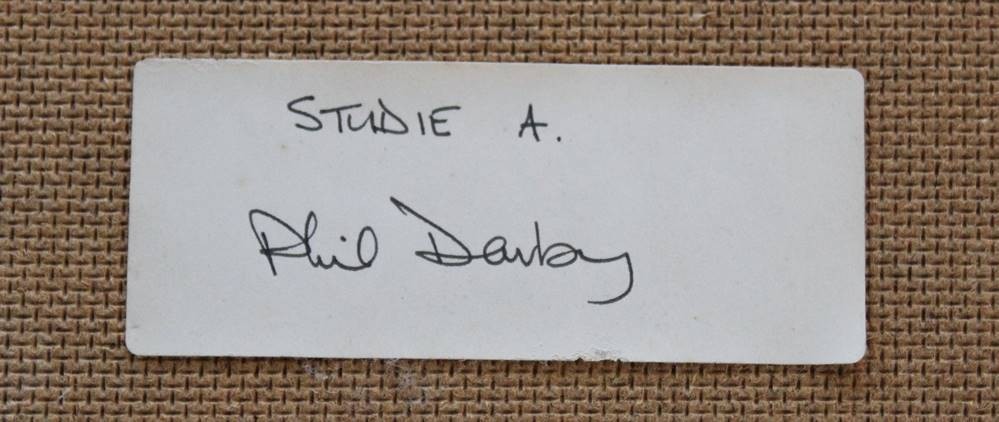 STUDIE A.
Phil Darby